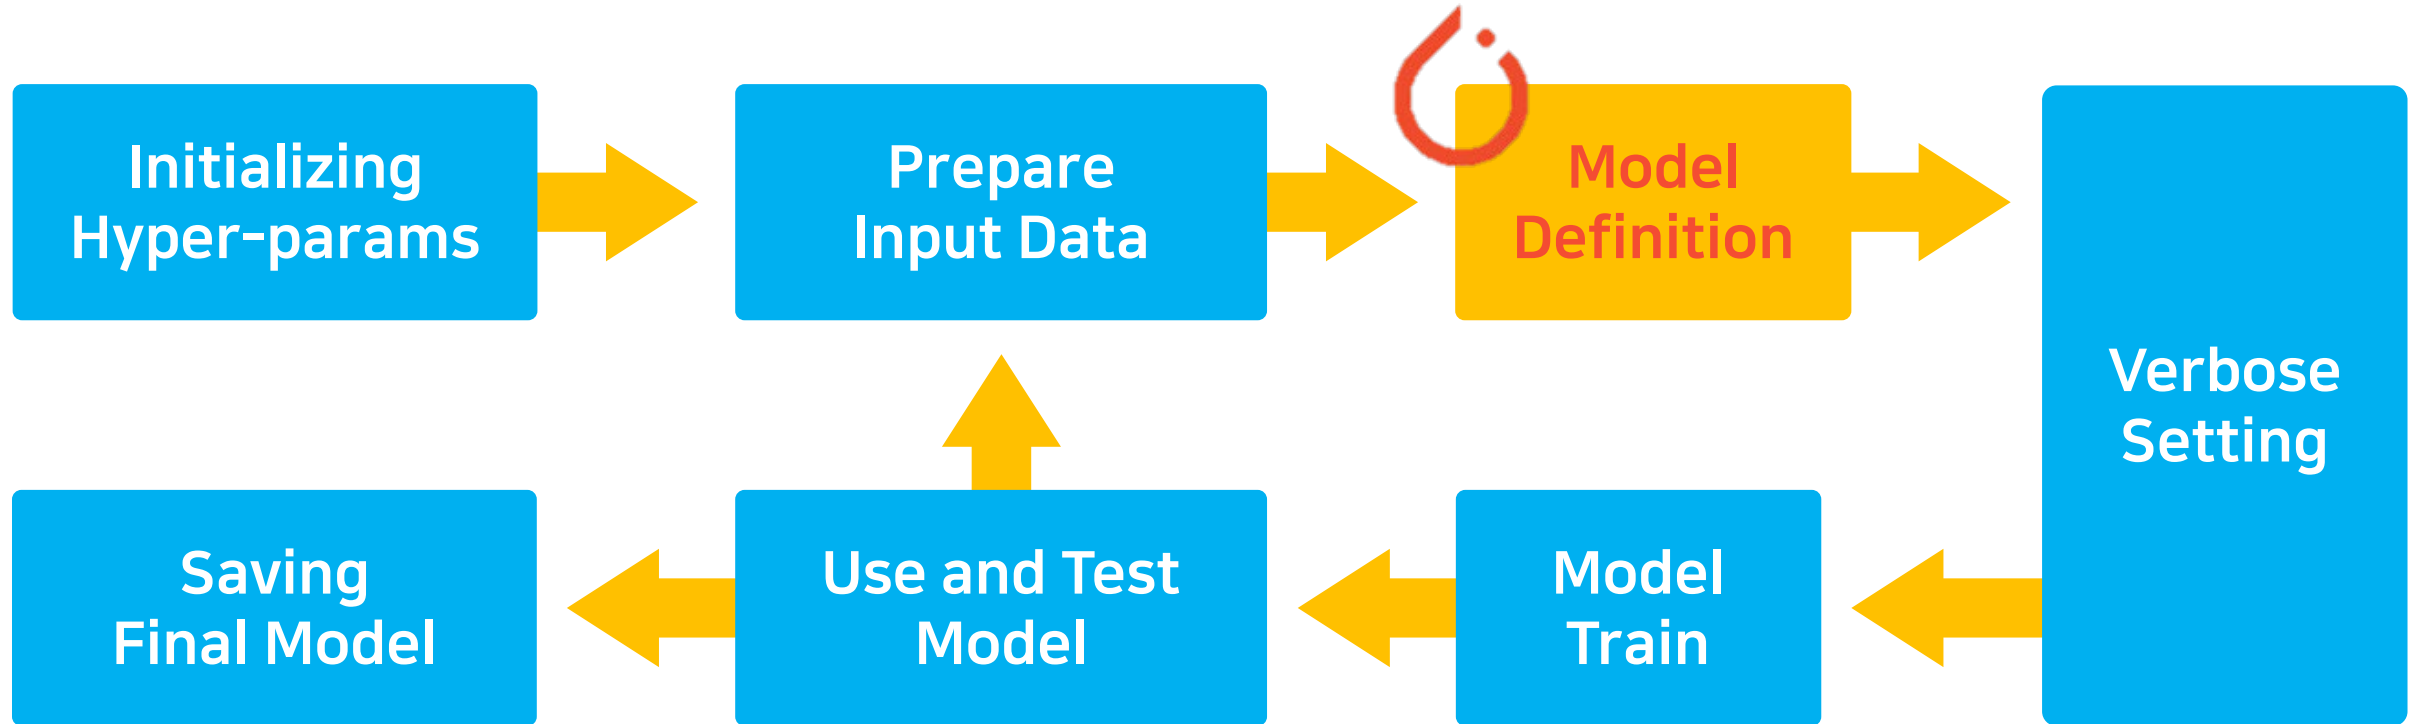 Initializing
Hyper-params
Prepare
Input Data
Model
Definition
Verbose
Setting
Saving
Final Model
Use and Test
Model
Model
Train